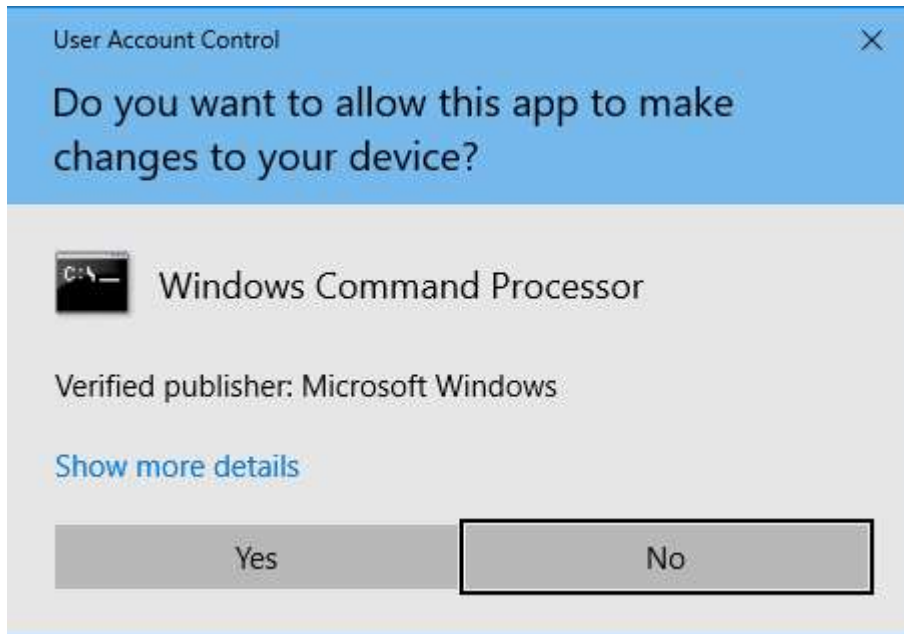 User Account Control
Do you want to allow this app to make
changes to your device?
C:\_
Windows Command Processor
Verified publisher: Microsoft Windows
Show more details
Yes
No